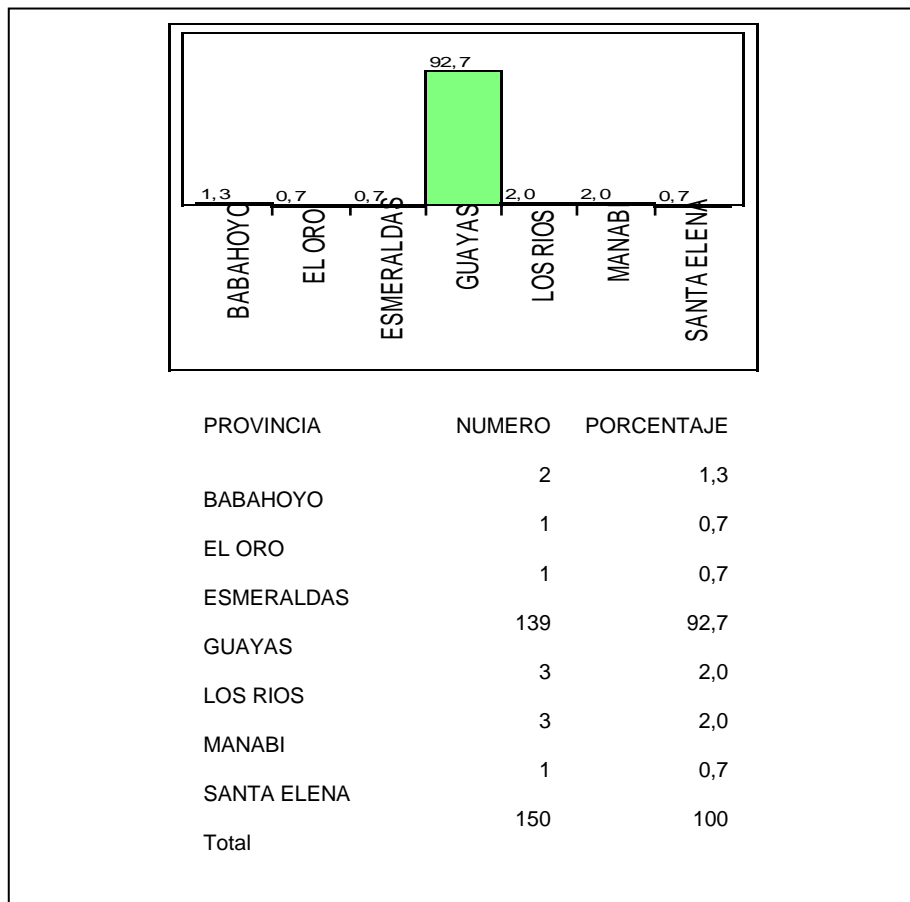 92,7
1,3 0,7 0,7 2,0 2,0 0,7
BABAHOYO
EL ORO
ESMERALDAS
GUAYAS
LOS RIOS
MANABI
SANTA ELENA
PROVINCIA NUMERO PORCENTAJE
2 1,3
BABAHOYO
1 0,7
EL ORO
1 0,7
ESMERALDAS
139 92,7
GUAYAS
3 2,0
LOS RIOS
3 2,0
MANABI
1 0,7
SANTA ELENA
150 100
Total